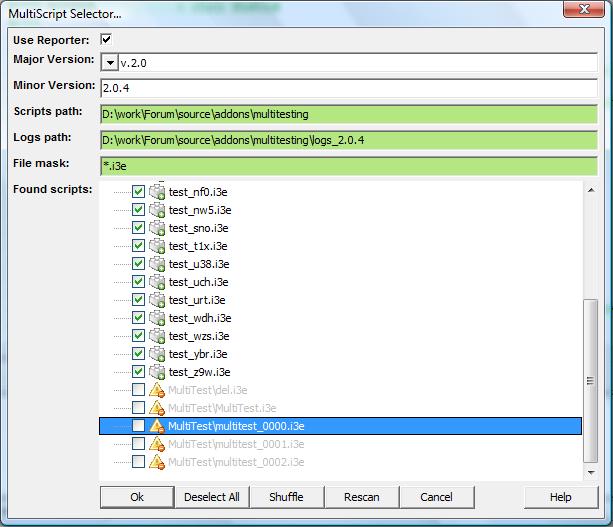 MultiScript Selector...
Use Reporter:
Major Version: v.2.0
Minor Version: 2.0.4
Scripts path: D:\work\Forum\source\addons\multitesting
Logs path: D:\work\Forum\source\addons\multitesting\logs_2.0.4
File mask: *.i3e
Found scripts:
test_nf0.i3e
test_nw5.i3e
test_sno.i3e
test_t1x.i3e
test_u38.i3e
test_uch.i3e
test_urt.i3e
test_wdh.i3e
test_wzs.i3e
test_ybr.i3e
test_z9w.i3e
MultiTest\del.i3e
MultiTest\MultiTest.i3e
MultiTest\multitest_0000.i3e
MultiTest\multitest_0001.i3e
MultiTest\multitest_0002.i3e
Ok Deselect All Shuffle Rescan Cancel Help